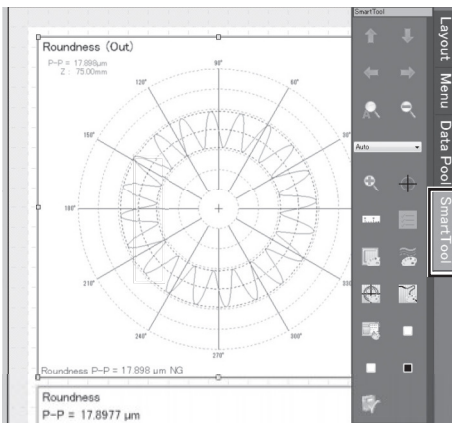 SmartTool
Layout
Menu
Data Pool
SmartTool
Auto
Roundness (Out)
P-P = 17.898μm
Z : 75.00mm
90°
120°
60°
150°
30°
180°
210°
330
240°
300°
270°
Roundness P-P = 17.898 μm NG
Roundness
P-P = 17.8977 μm